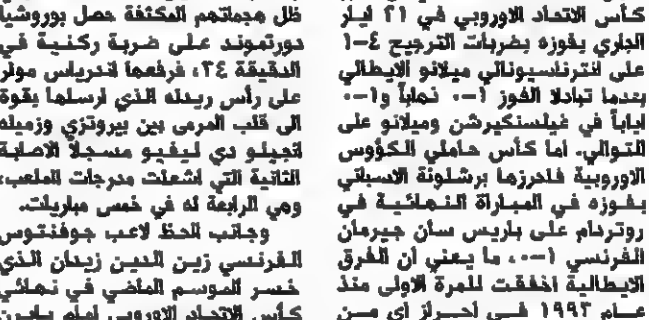 كأس الاتحاد الاوروبي في ٢١ ايار
الجاري بفوزه بضربات الترجيح ٤-١
على انترناسيونالي ميلانو الايطالي
بعدما تبادلا الفوز ١-٠ ذهاباً و١-٠
اياباً في غيلسنكيرشن وميلانو على
التوالي. اما كأس حاملي الكؤوس
الاوروبية فاحرزها برشلونة الاسباني
بفوزه في المباراة النهائية في
روتردام على باريس سان جيرمان
الفرنسي ١-٠، ما يعني ان الفرق
الايطالية اخفقت للمرة الاولى منذ
عام ١٩٩٢ في احراز اي من
ظل هجماتهم المكثفة حصل بوروشيا
دورتموند على ضربة ركنية في
الدقيقة ٣٤، فرفعها اندرياس مولر
على رأس ريدله الذي ارسلها بقوة
الى قلب المرمى بين بيروتزي وزميله
انجيلو دي ليفيو مسجلاً الاصابة
الثانية التي اشعلت مدرجات الملعب،
وهي الرابعة له في خمس مباريات.
وجانب الحظ لاعب جوفنتوس
الفرنسي زين الدين زيدان الذي
خسر الموسم الماضي في نهائي
كأس الاتحاد الاوروبي امام بايرن